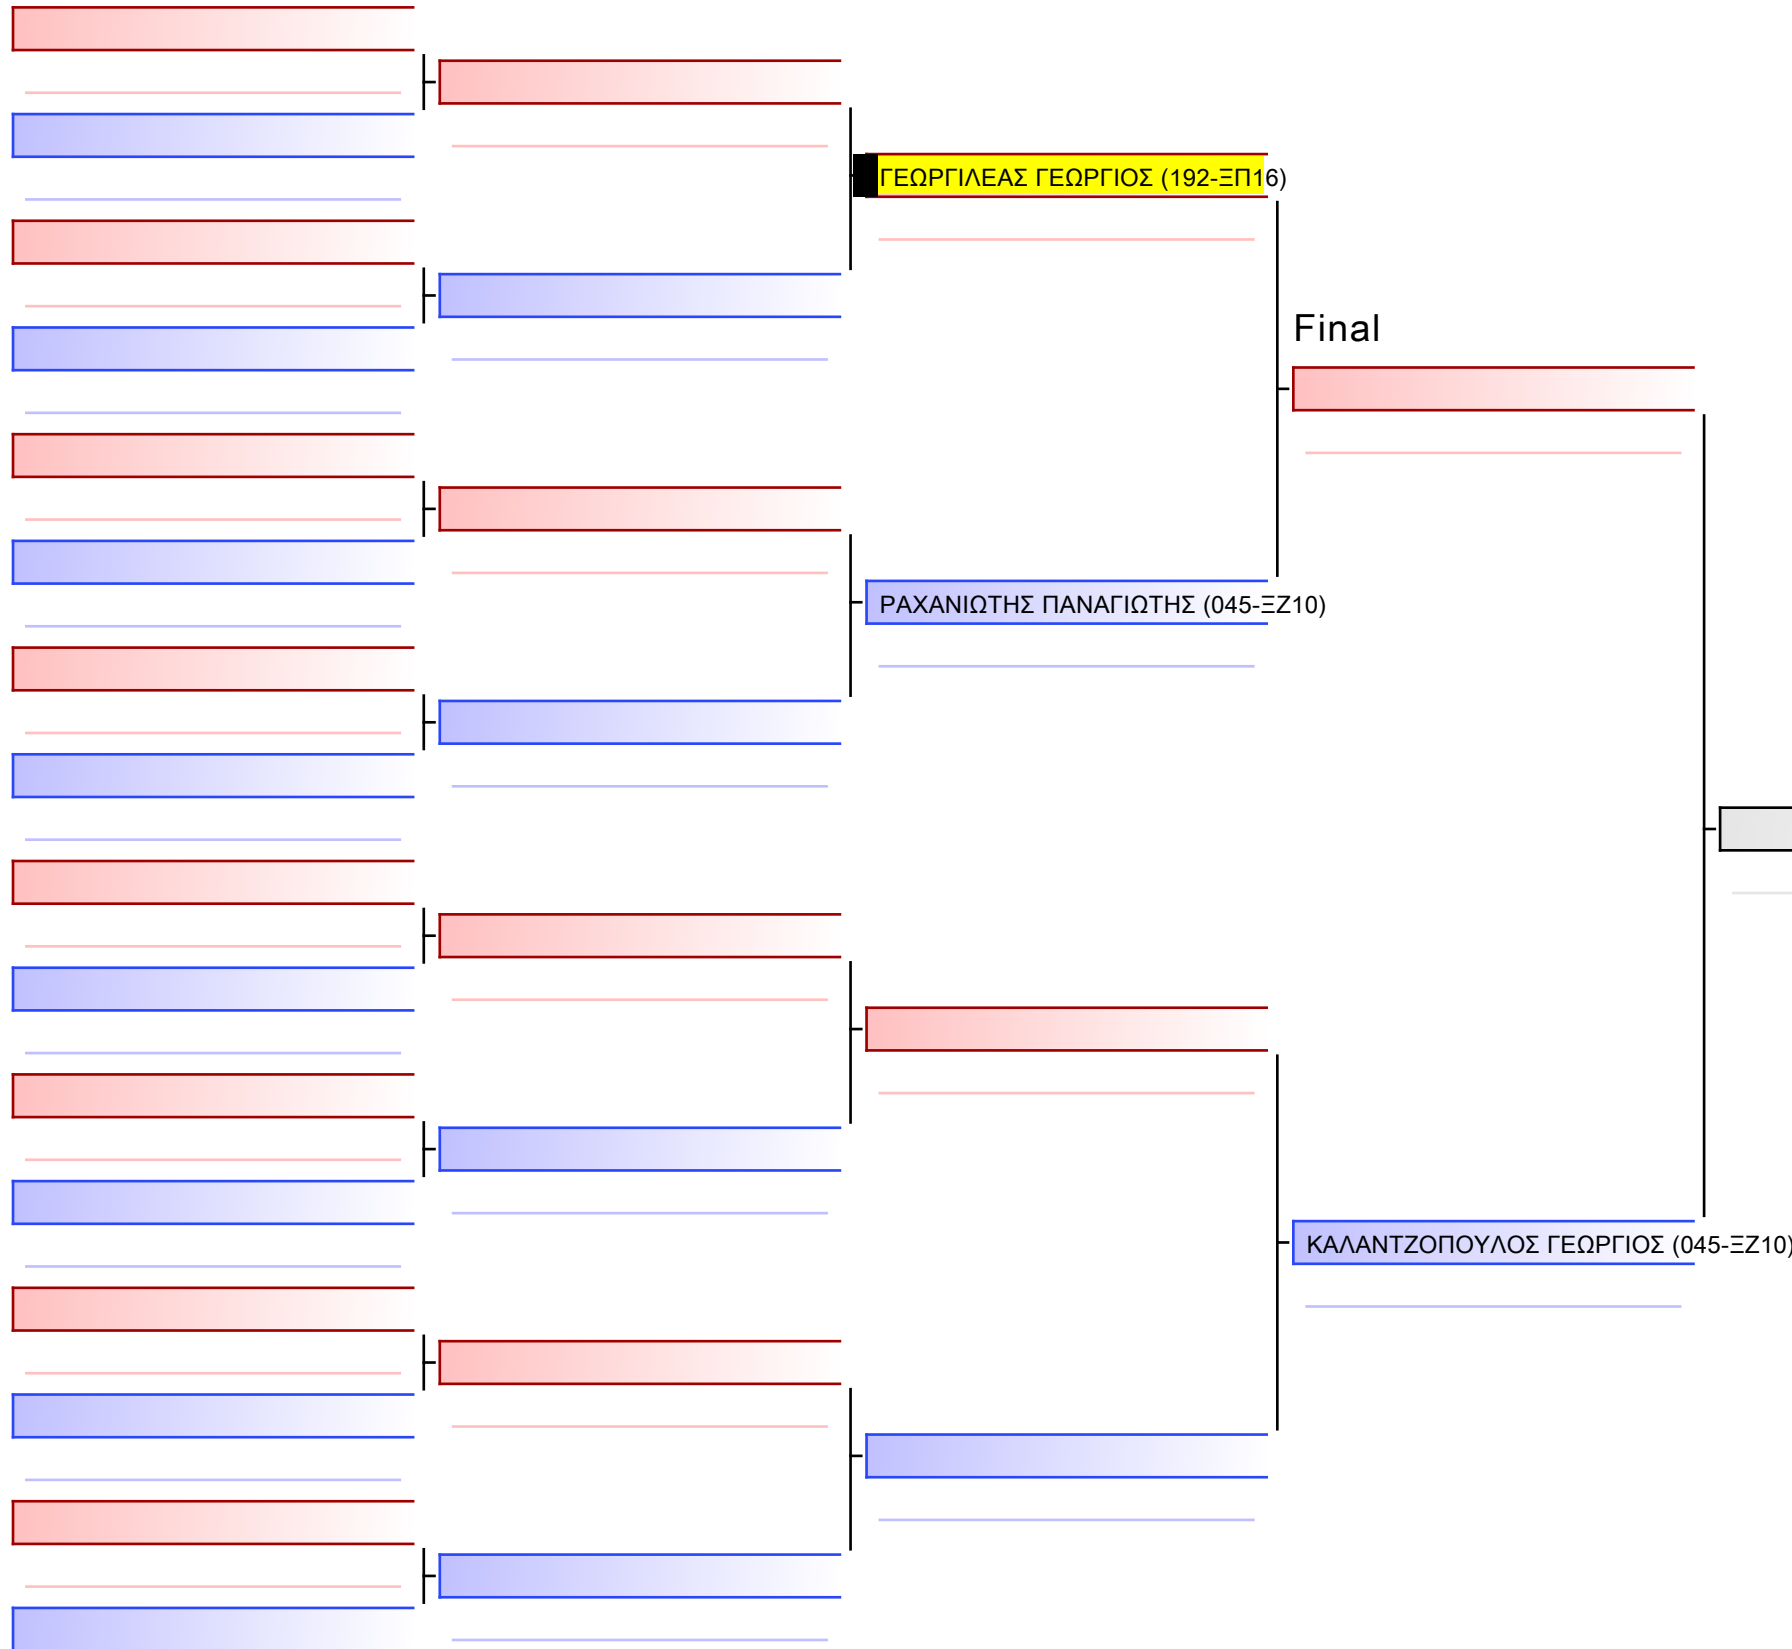 ΓΕΩΡΓΙΛΕΑΣ ΓΕΩΡΓΙΟΣ (192-ΞΠ16)
Final
ΡΑΧΑΝΙΩΤΗΣ ΠΑΝΑΓΙΩΤΗΣ (045-ΞΖ10)
ΚΑΛΑΝΤΖΟΠΟΥΛΟΣ ΓΕΩΡΓΙΟΣ (045-ΞΖ10)